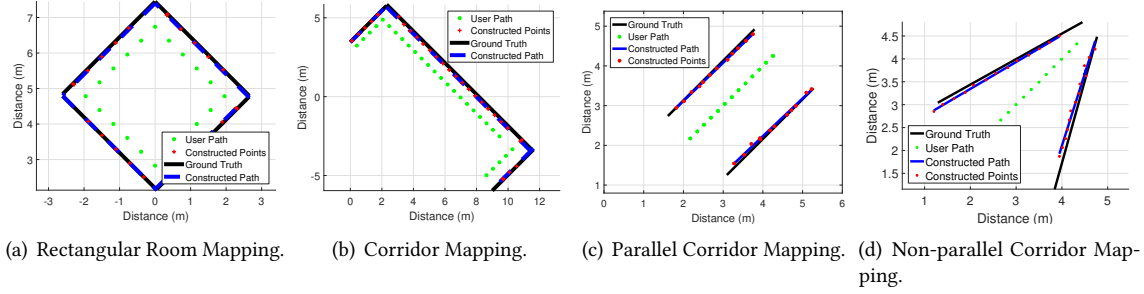 7
6
5
4
3
Distance (m)
-3 -2 -1 0 1 2 3
Distance (m)
User Path
Constructed Points
Ground Truth
Constructed Path
(a) Rectangular Room Mapping.
5
0
-5
Distance (m)
0 2 4 6 8 10 12
Distance (m)
User Path
Constructed Points
Ground Truth
Constructed Path
(b) Corridor Mapping.
5
4
3
2
1
Distance (m)
0 1 2 3 4 5 6
Distance (m)
Ground Truth
User Path
Constructed Path
Constructed Points
(c) Parallel Corridor Mapping.
4.5
4
3.5
3
2.5
2
1.5
Distance (m)
1 2 3 4 5
Distance (m)
Ground Truth
User Path
Constructed Path
Constructed Points
(d) Non-parallel Corridor Map-
ping.